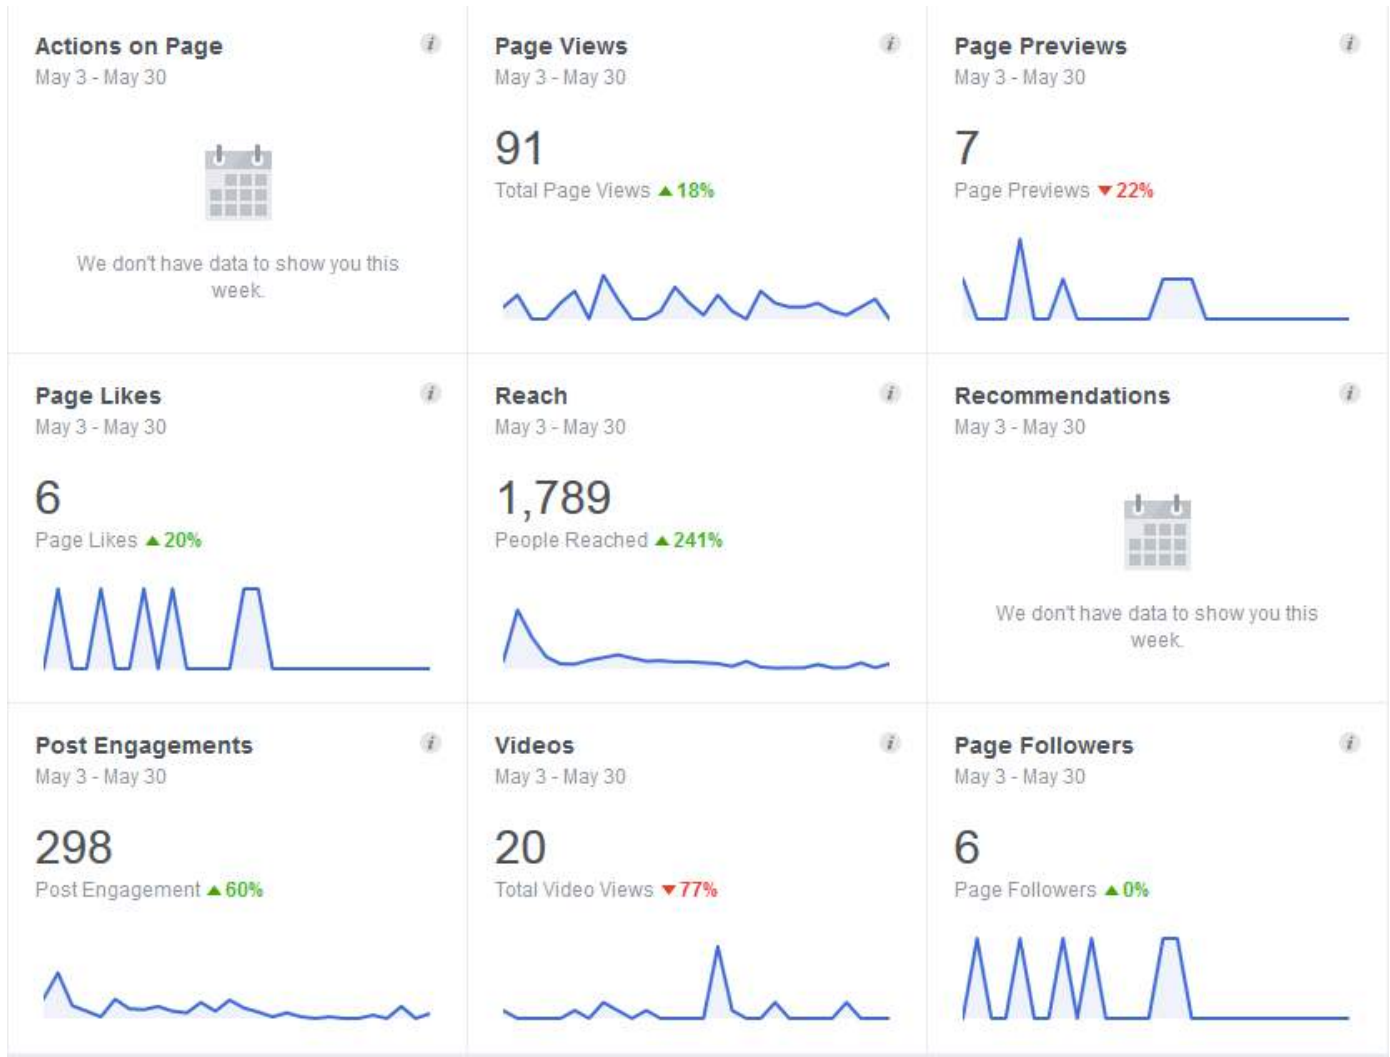 Actions on Page
May 3 - May 30
We don't have data to show you this
week.
Page Views
May 3 - May 30
91
Total Page Views ▲18%
Page Previews
May 3 - May 30
7
Page Previews ▼22%
Page Likes
May 3 - May 30
6
Page Likes ▲20%
Reach
May 3 - May 30
1,789
People Reached ▲241%
Recommendations
May 3 - May 30
We don't have data to show you this
week.
Post Engagements
May 3 - May 30
298
Post Engagement ▲60%
Videos
May 3 - May 30
20
Total Video Views ▼77%
Page Followers
May 3 - May 30
6
Page Followers ▲0%